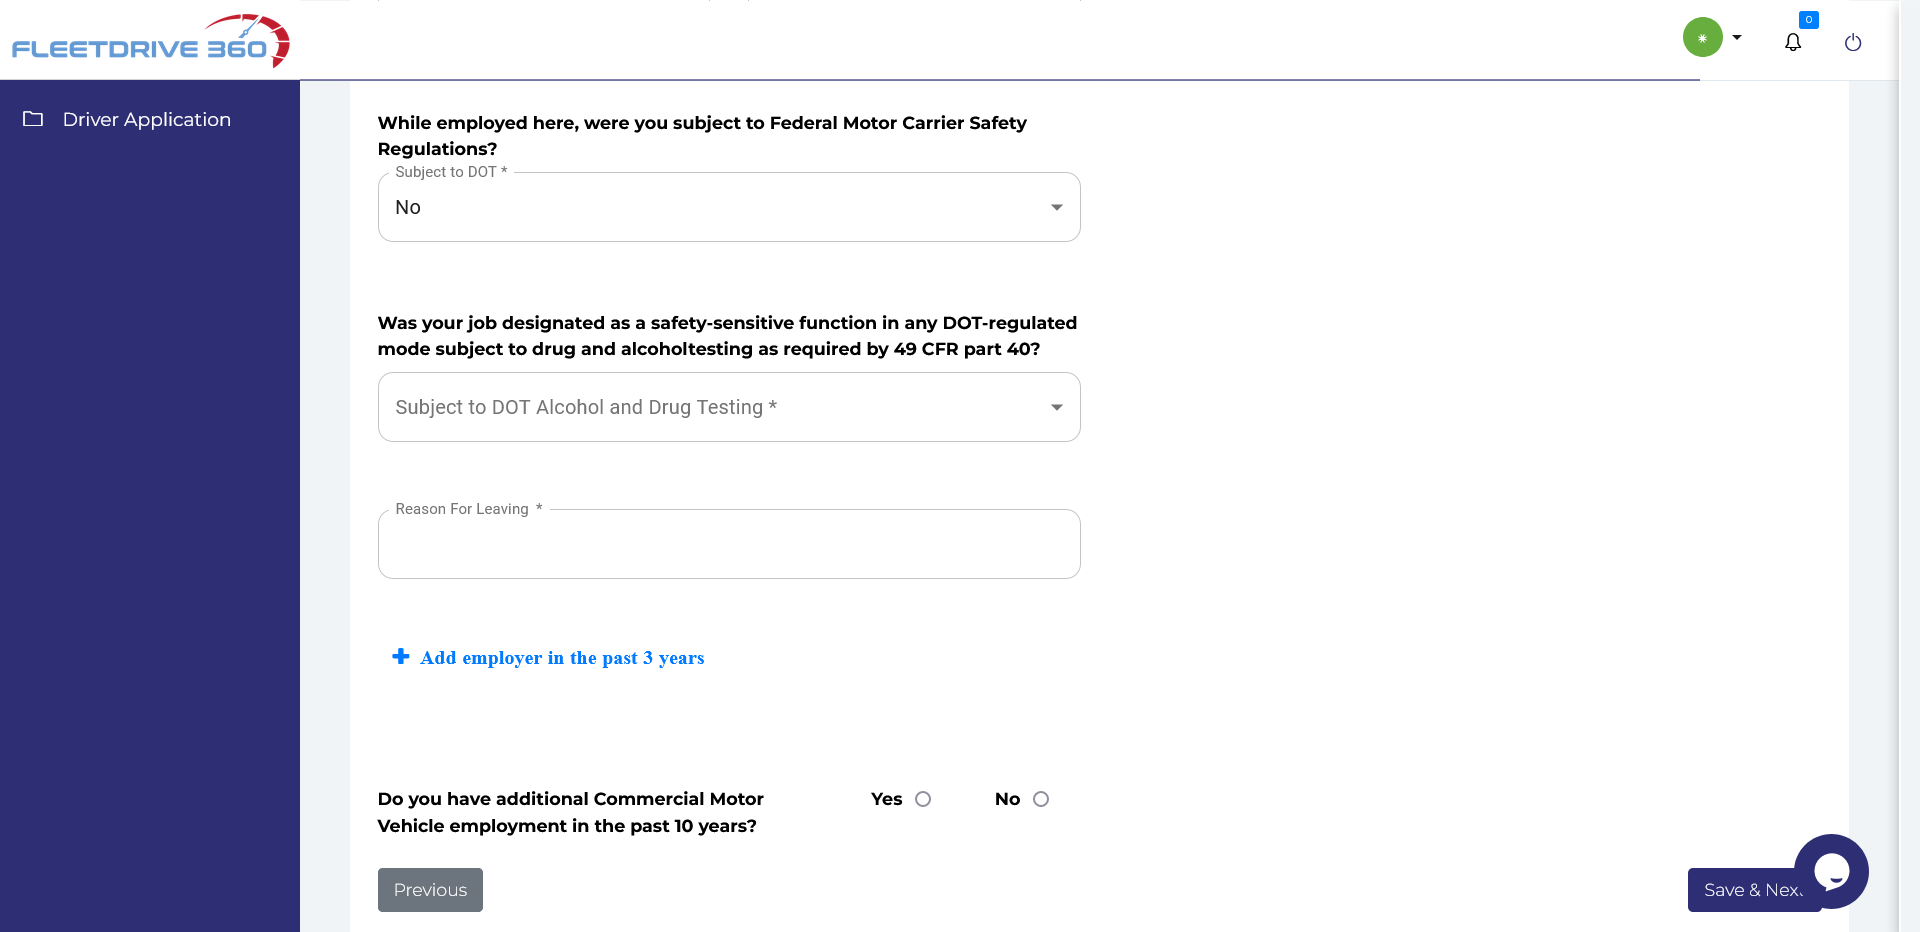 FLEETDRIVE 360
0
Driver Application
While employed here, were you subject to Federal Motor Carrier Safety
Regulations?
Subject to DOT *
No
Was your job designated as a safety-sensitive function in any DOT-regulated
mode subject to drug and alcoholtesting as required by 49 CFR part 40?
Subject to DOT Alcohol and Drug Testing *
Reason For Leaving *
Add employer in the past 3 years
Do you have additional Commercial Motor
Vehicle employment in the past 10 years?
Yes
No
Previous
Save & Next